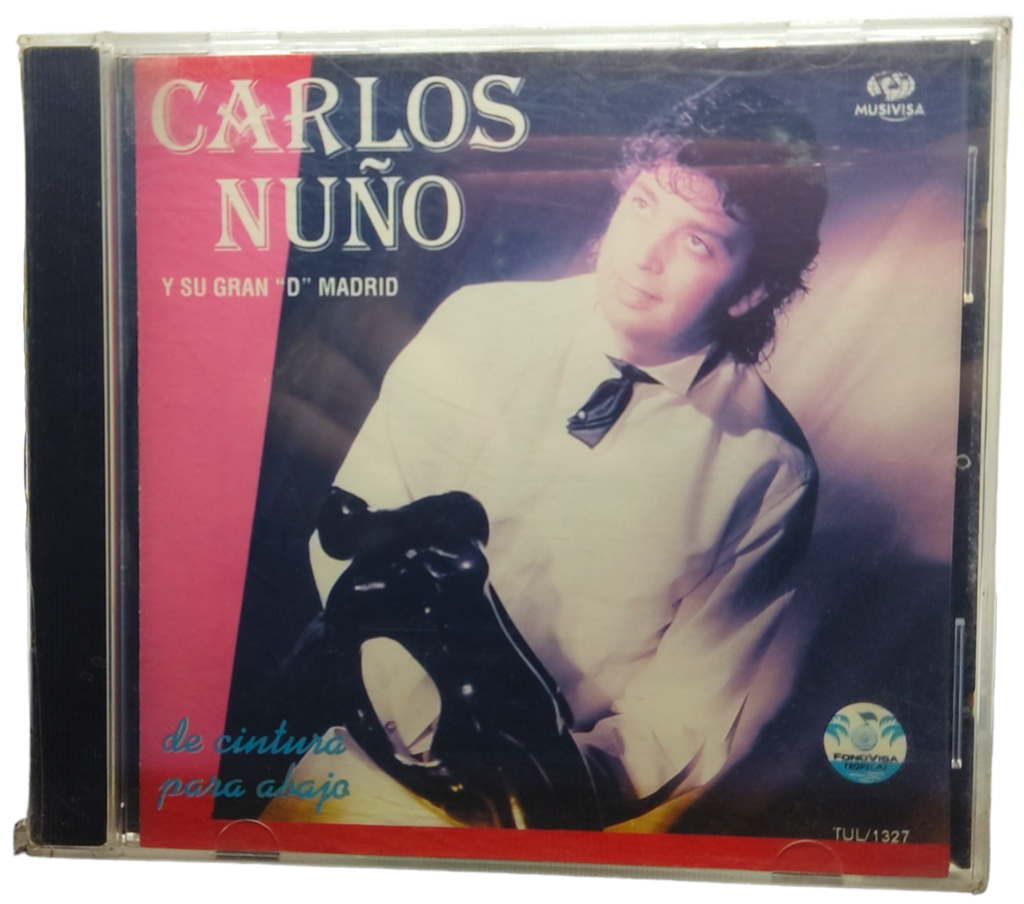 CARLOS
NUÑO
Y SU GRAN "D" MADRID
MUSIVISA
de cintura
para abajo
FONOVISA
TROPICAL
TUL/1327